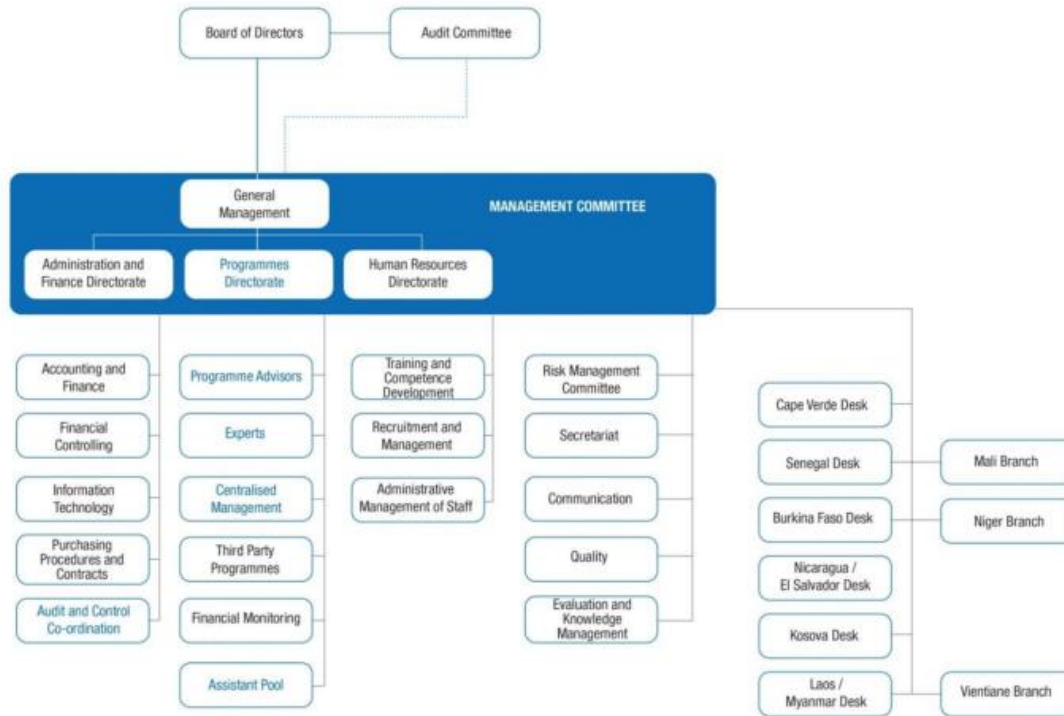 Board of Directors
Audit Committee
General
Management
MANAGEMENT COMMITTEE
Administration and
Finance Directorate
Programmes
Directorate
Human Resources
Directorate
Accounting and
Finance
Financial
Controlling
Information
Technology
Purchasing
Procedures and
Contracts
Audit and Control
Co-ordination
Programme Advisors
Experts
Centralised
Management
Third Party
Programmes
Financial Monitoring
Assistant Pool
Training and
Competence
Development
Recruitment and
Management
Administrative
Management of Staff
Risk Management
Committee
Secretariat
Communication
Quality
Evaluation and
Knowledge
Management
Cape Verde Desk
Senegal Desk
Burkina Faso Desk
Nicaragua /
El Salvador Desk
Kosova Desk
Laos /
Myanmar Desk
Mali Branch
Niger Branch
Vientiane Branch